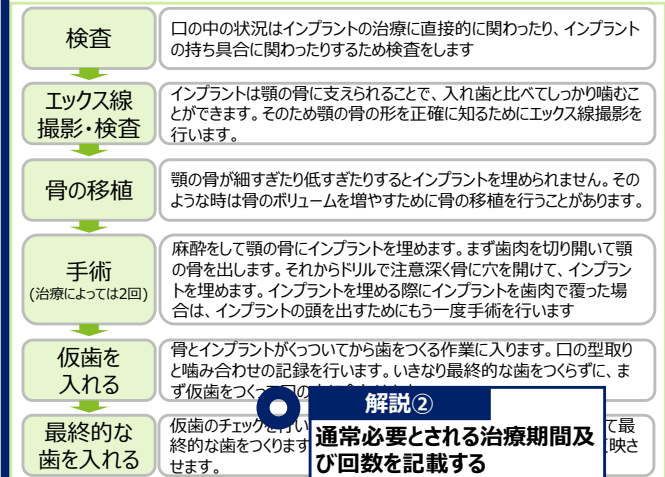 検査
口の中の状況はインプラントの治療に直接的に関わったり、インプラント
の持ち具合に関わったりするため検査をします
エックス線
撮影・検査
インプラントは顎の骨に支えられることで、入れ歯と比べてしっかり噛むこ
とができます。そのため顎の骨の形を正確に知るためにエックス線撮影を
行います。
骨の移植
顎の骨が細すぎたり低すぎたりするとインプラントを埋められません。その
ような時は骨のボリュームを増やすために骨の移植を行うことがあります。
手術
(治療によっては2回)
麻酔をして顎の骨にインプラントを埋めます。まず歯肉を切り開いて顎
の骨を出します。それからドリルで注意深く骨に穴を開けて、インプラン
トを埋めます。インプラントを埋める際にインプラントを歯肉で覆った場
合は、インプラントの頭を出すためにもう一度手術を行います
仮歯を
入れる
骨とインプラントがくっついてから歯をつくる作業に入ります。口の型取り
と噛み合わせの記録を行います。いきなり最終的な歯をつくらずに、ま
ず仮歯をつくって口の
最終的な
歯を入れる
仮歯のチェックを行い て最
終的な歯をつくります 映さ
せます。
解説②
通常必要とされる治療期間及
び回数を記載する